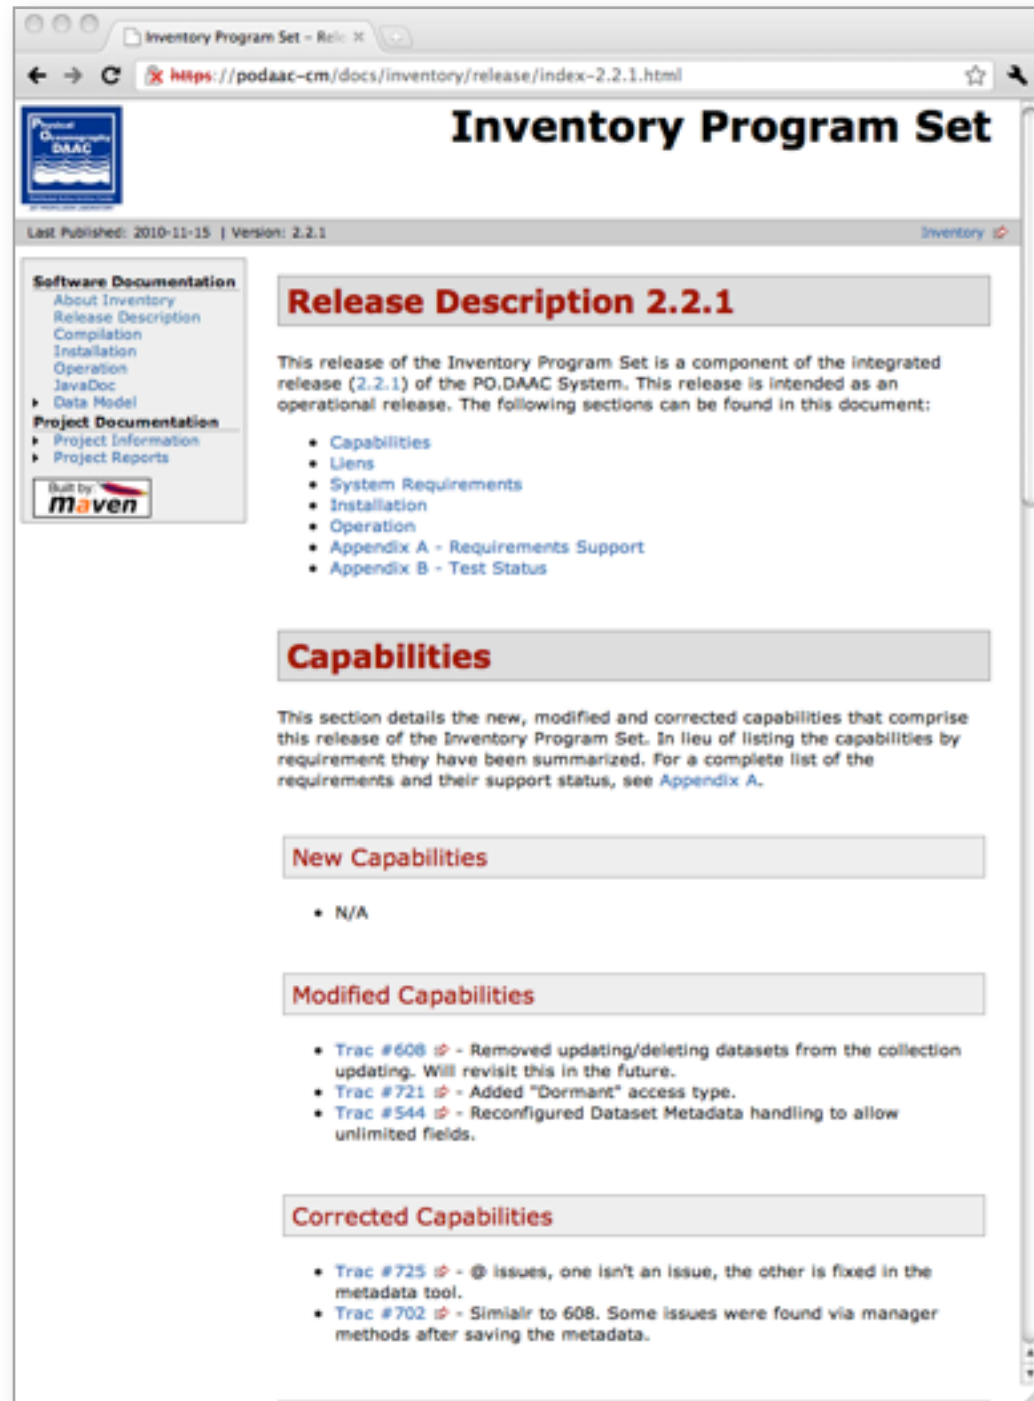 Inventory Program Set – Rele
https://podaac-cm/docs/inventory/release/index-2.2.1.html
Physical
Oceanography
DAAC
Inventory Program Set
Last Published: 2010-11-15 | Version: 2.2.1
Inventory
Software Documentation
About Inventory
Release Description
Compilation
Installation
Operation
JavaDoc
Data Model
Project Documentation
Project Information
Project Reports
Built by:
maven
Release Description 2.2.1
This release of the Inventory Program Set is a component of the integrated
release (2.2.1) of the PO.DAAC System. This release is intended as an
operational release. The following sections can be found in this document:
• Capabilities
• Liens
• System Requirements
• Installation
• Operation
• Appendix A - Requirements Support
• Appendix B - Test Status
Capabilities
This section details the new, modified and corrected capabilities that comprise
this release of the Inventory Program Set. In lieu of listing the capabilities by
requirement they have been summarized. For a complete list of the
requirements and their support status, see Appendix A.
New Capabilities
• N/A
Modified Capabilities
• Trac #608 - Removed updating/deleting datasets from the collection
updating. Will revisit this in the future.
• Trac #721 - Added "Dormant" access type.
• Trac #544 - Reconfigured Dataset Metadata handling to allow
unlimited fields.
Corrected Capabilities
• Trac #725 - @ issues, one isn't an issue, the other is fixed in the
metadata tool.
• Trac #702 - Simialr to 608. Some issues were found via manager
methods after saving the metadata.